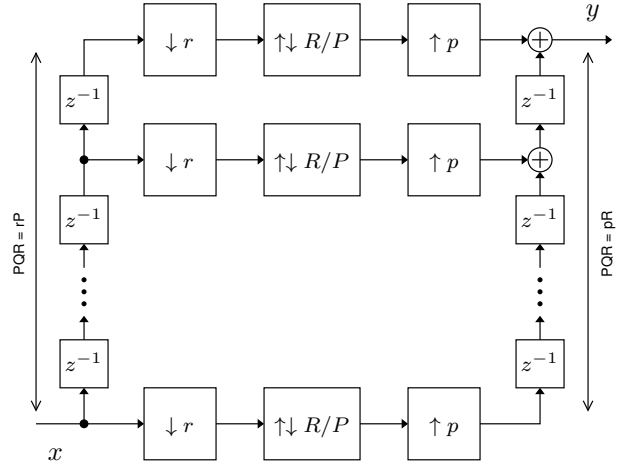 y
↓ r ↑↓ R/P ↑ p
z⁻¹ z⁻¹
↓ r ↑↓ R/P ↑ p
PQR = rP
z⁻¹ z⁻¹
PQR = pR
z⁻¹ z⁻¹
↓ r ↑↓ R/P ↑ p
x